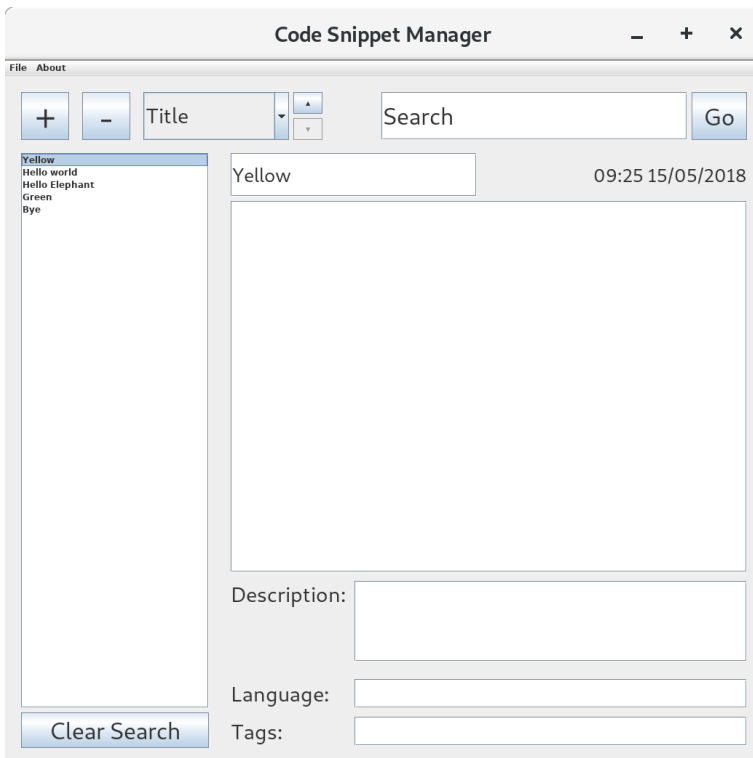 Code Snippet Manager
File About
+ - Title Search Go
Yellow
Hello world
Hello Elephant
Green
Bye
Yellow 09:25 15/05/2018
Description:
Language:
Tags:
Clear Search